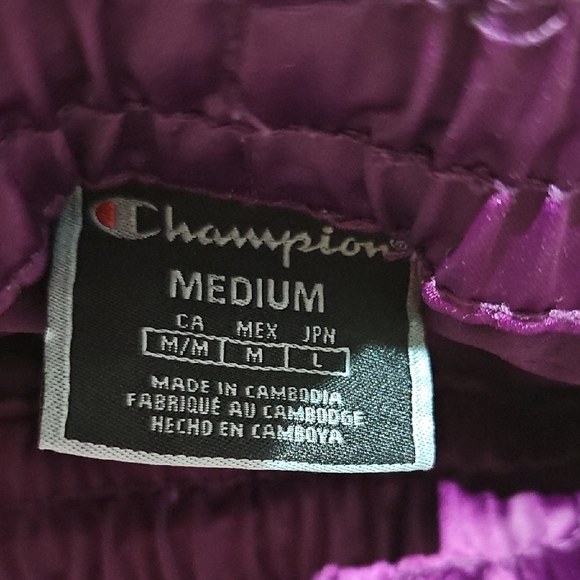 Champion®
MEDIUM
CA MEX JPN
M/M M L
MADE IN CAMBODIA
FABRIQUÉ AU CAMBODGE
HECHO EN CAMBOYA